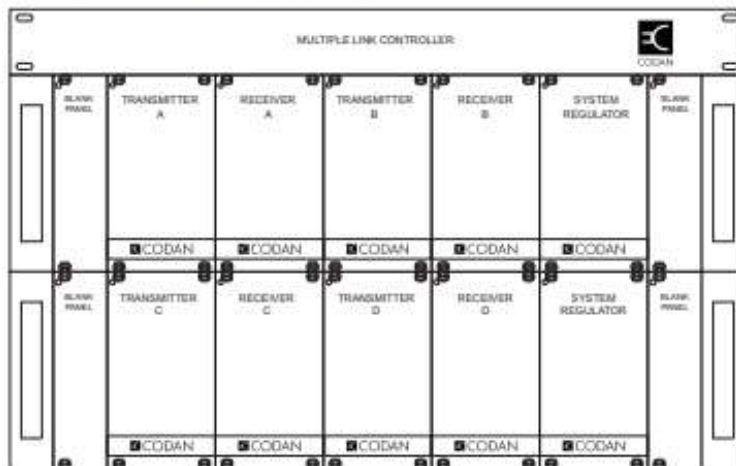 MULTIPLE LINK CONTROLLER
CODAN
BLANK
PANEL
TRANSMITTER
A
RECEIVER
A
TRANSMITTER
B
RECEIVER
B
SYSTEM
REGULATOR
BLANK
PANEL
CODAN
CODAN
CODAN
CODAN
CODAN
BLANK
PANEL
TRANSMITTER
C
RECEIVER
C
TRANSMITTER
D
RECEIVER
D
SYSTEM
REGULATOR
BLANK
PANEL
CODAN
CODAN
CODAN
CODAN
CODAN